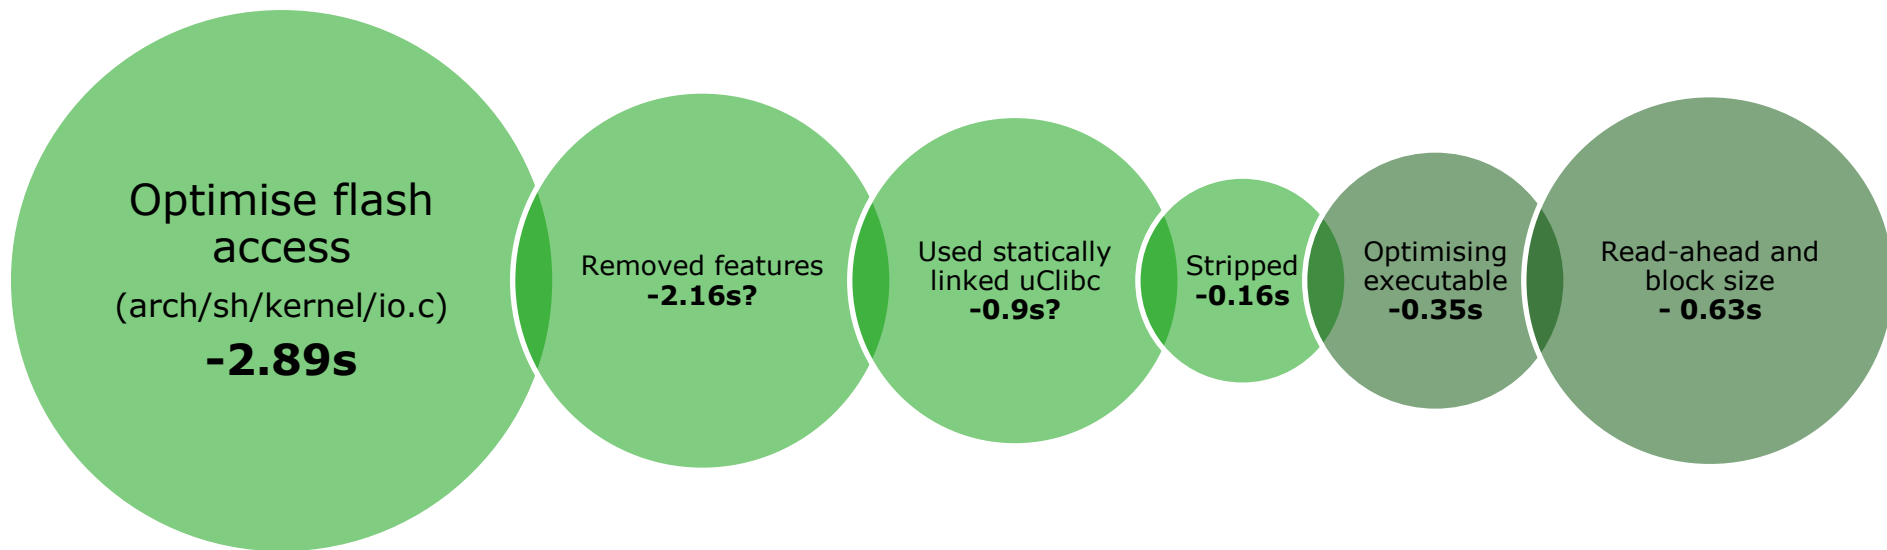 Optimise flash
access
(arch/sh/kernel/io.c)
-2.89s
Removed features
-2.16s?
Used statically
linked uClibc
-0.9s?
Stripped
-0.16s
Optimising
executable
-0.35s
Read-ahead and
block size
- 0.63s